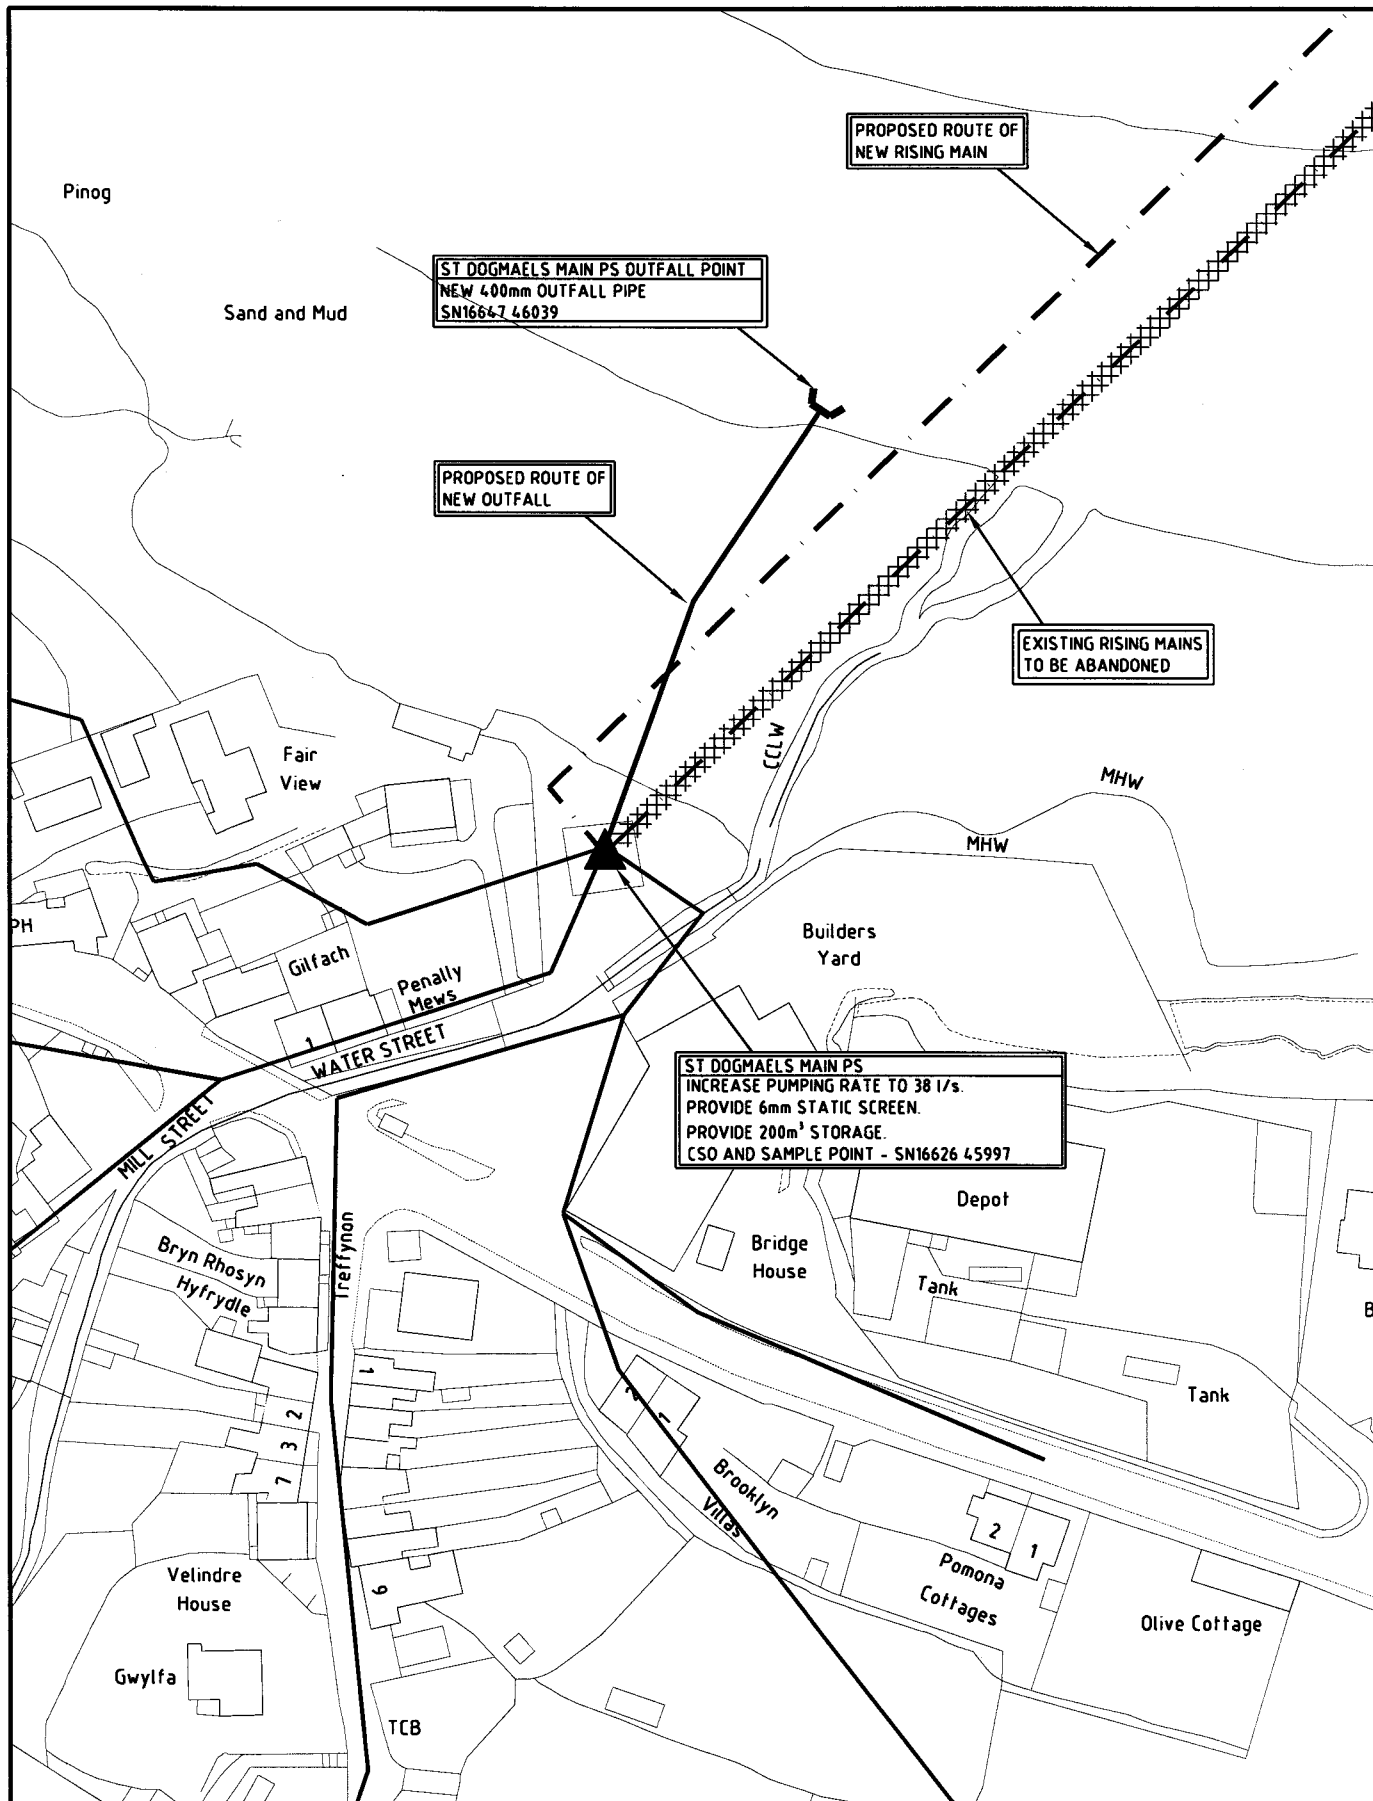 PROPOSED ROUTE OF
NEW RISING MAIN
Pinog
ST DOGMAELS MAIN PS OUTFALL POINT
NEW 400mm OUTFALL PIPE
SN16647 46039
Sand and Mud
PROPOSED ROUTE OF
NEW OUTFALL
EXISTING RISING MAINS
TO BE ABANDONED
CCLW
Fair
View
MHW
MHW
PH
Builders
Yard
Gilfach
Penally
Mews
1
WATER STREET
ST DOGMAELS MAIN PS
INCREASE PUMPING RATE TO 38 l/s.
PROVIDE 6mm STATIC SCREEN.
PROVIDE 200m³ STORAGE.
CSO AND SAMPLE POINT - SN16626 45997
MILL STREET
Depot
Bryn Rhosyn
Hyfrydle
Treffynon
Bridge
House
Tank
B
1
2
1
Tank
2
3
7
Brooklyn
Villas
2
1
Pomona
Cottages
Velindre
House
9
Olive Cottage
Gwylfa
TCB